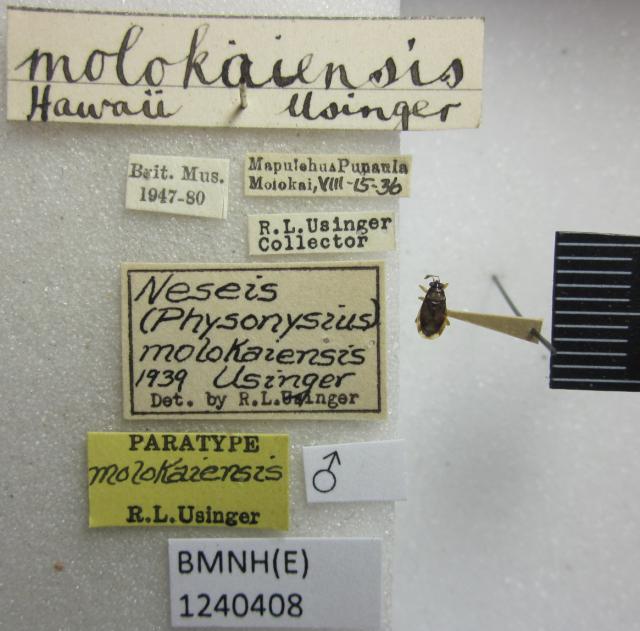 molokaiensis
Hawaii Usinger
Brit. Mus.
1947-80
Mapulehu & Punaula
Molokai, VIII-15-36
R.L.Usinger
Collector
Neseis
(Physonysius)
molokaiensis
1939 Usinger
Det. by R.L.Usinger
PARATYPE
molokaiensis
R.L.Usinger
♂
BMNH(E)
1240408